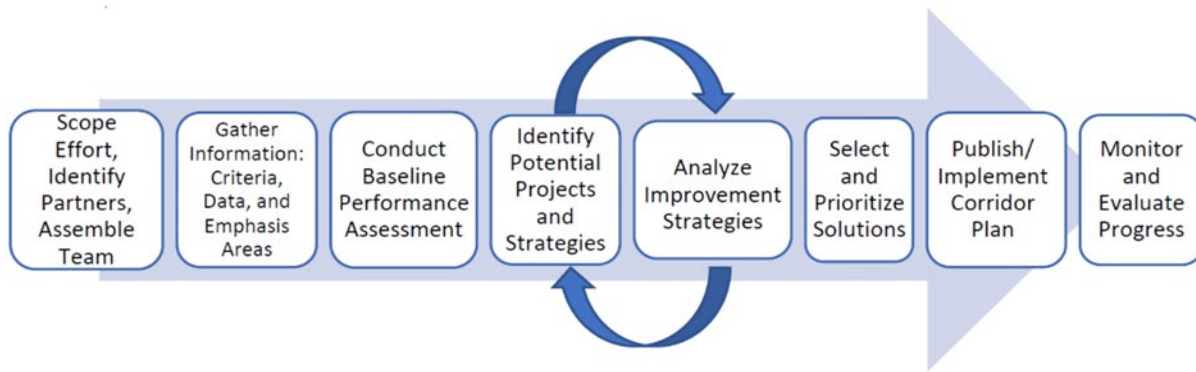 Scope
Effort,
Identify
Partners,
Assemble
Team
Gather
Information:
Criteria,
Data, and
Emphasis
Areas
Conduct
Baseline
Performance
Assessment
Identify
Potential
Projects
and
Strategies
Analyze
Improvement
Strategies
Select
and
Prioritize
Solutions
Publish/
Implement
Corridor
Plan
Monitor
and
Evaluate
Progress